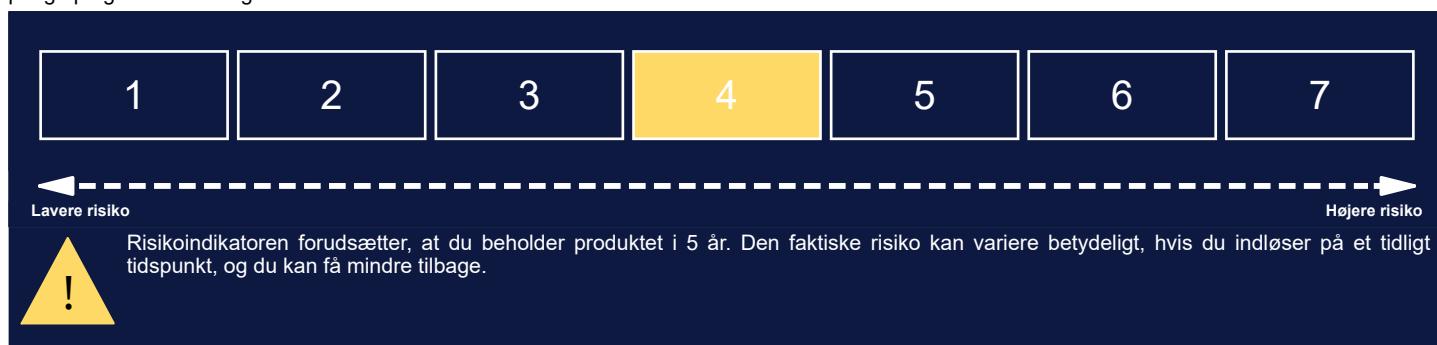 1 2 3 4 5 6 7
Lavere risiko Højere risiko
Risikoindikatoren forudsætter, at du beholder produktet i 5 år. Den faktiske risiko kan variere betydeligt, hvis du indløser på et tidligt
tidspunkt, og du kan få mindre tilbage.
!